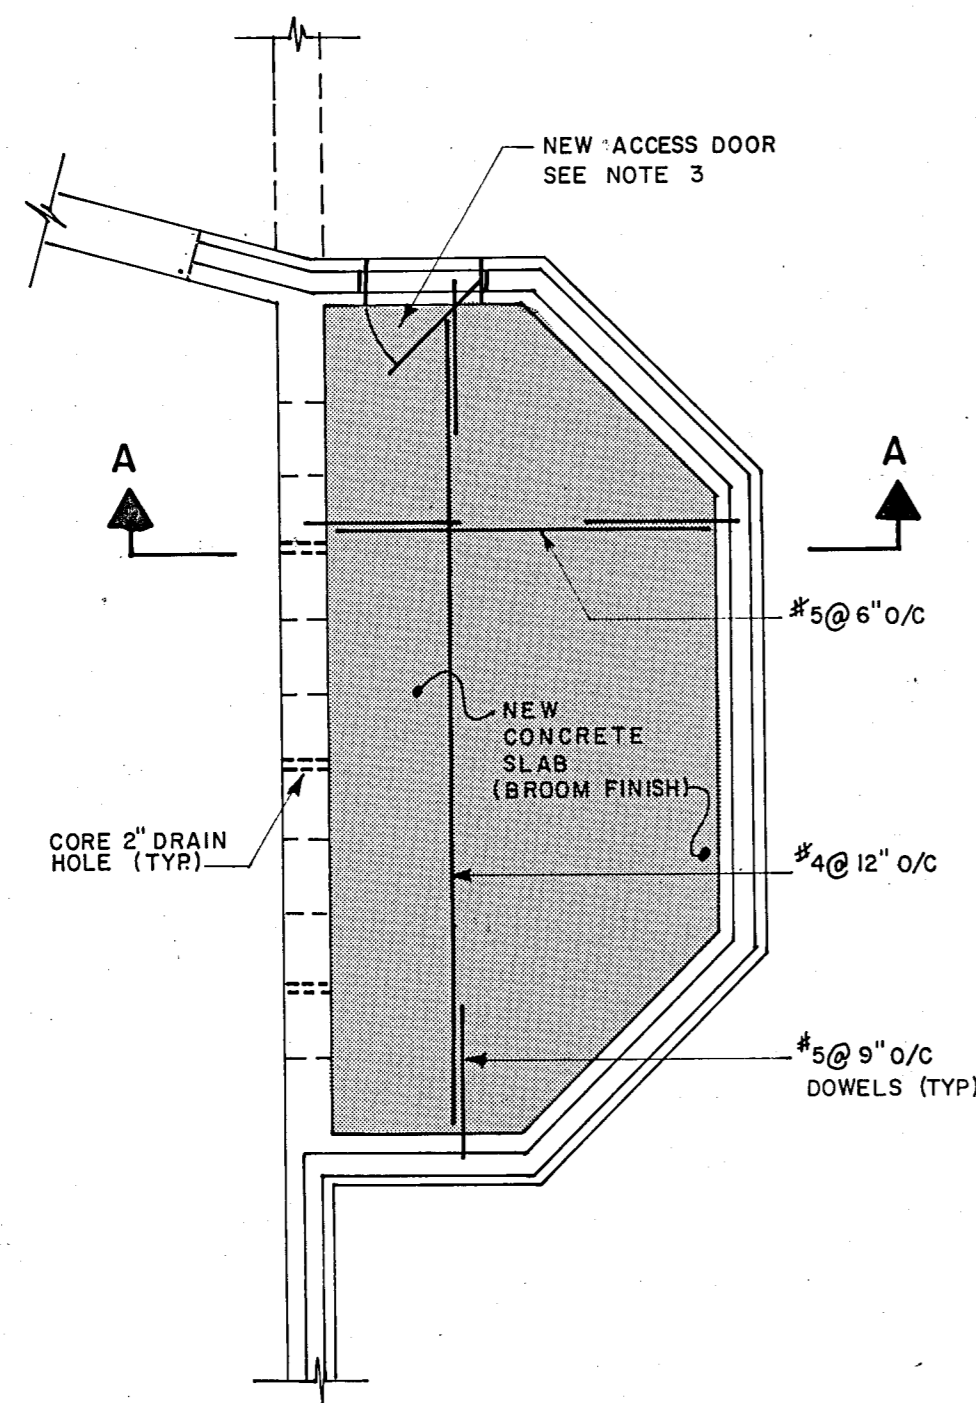 NEW ACCESS DOOR
SEE NOTE 3
A
A
#5@ 6" O/C
NEW
CONCRETE
SLAB
(BROOM FINISH)
CORE 2" DRAIN
HOLE (TYP.)
#4@ 12" O/C
#5@ 9" O/C
DOWELS (TYP)